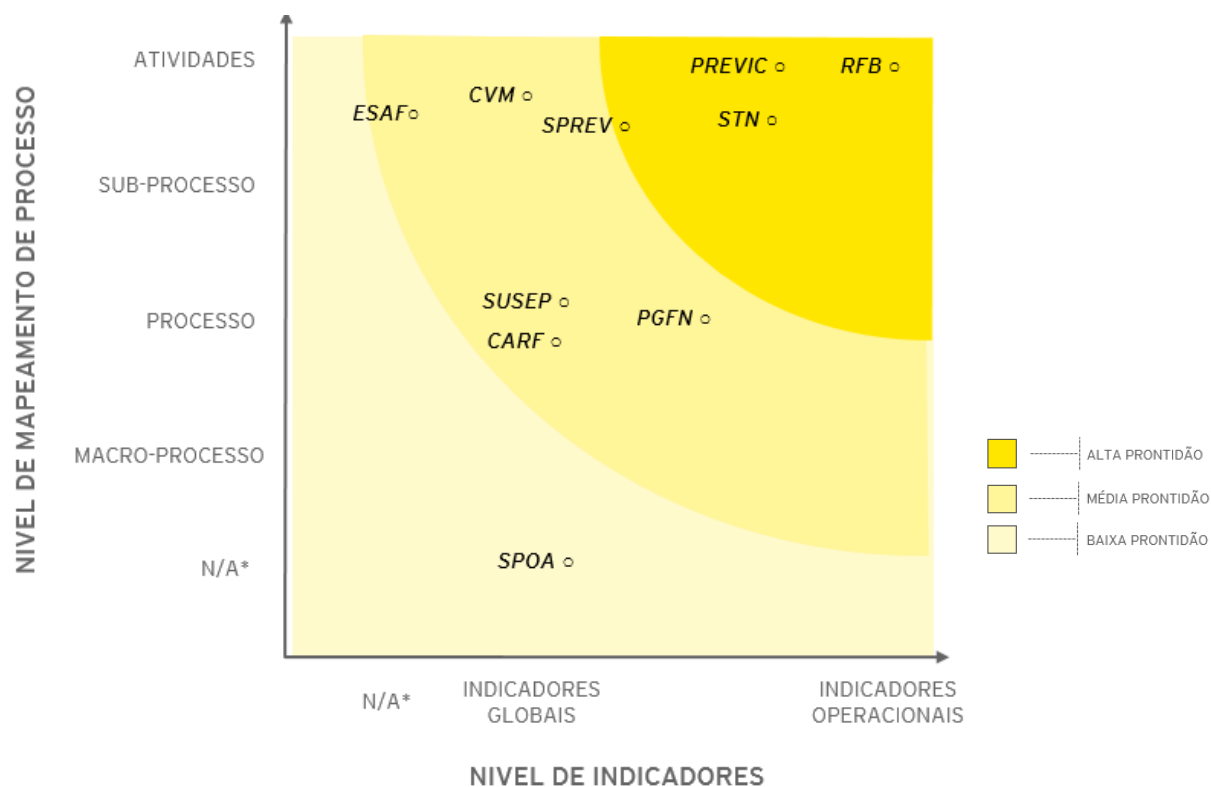 NIVEL DE MAPEAMENTO DE PROCESSO
ATIVIDADES
SUB-PROCESSO
PROCESSO
MACRO-PROCESSO
N/A*
PREVIC
RFB
CVM
ESAF
SPREV
STN
SUSEP
PGFN
CARF
SPOA
ALTA PRONTIDÃO
MÉDIA PRONTIDÃO
BAIXA PRONTIDÃO
N/A*
INDICADORES
GLOBAIS
INDICADORES
OPERACIONAIS
NIVEL DE INDICADORES